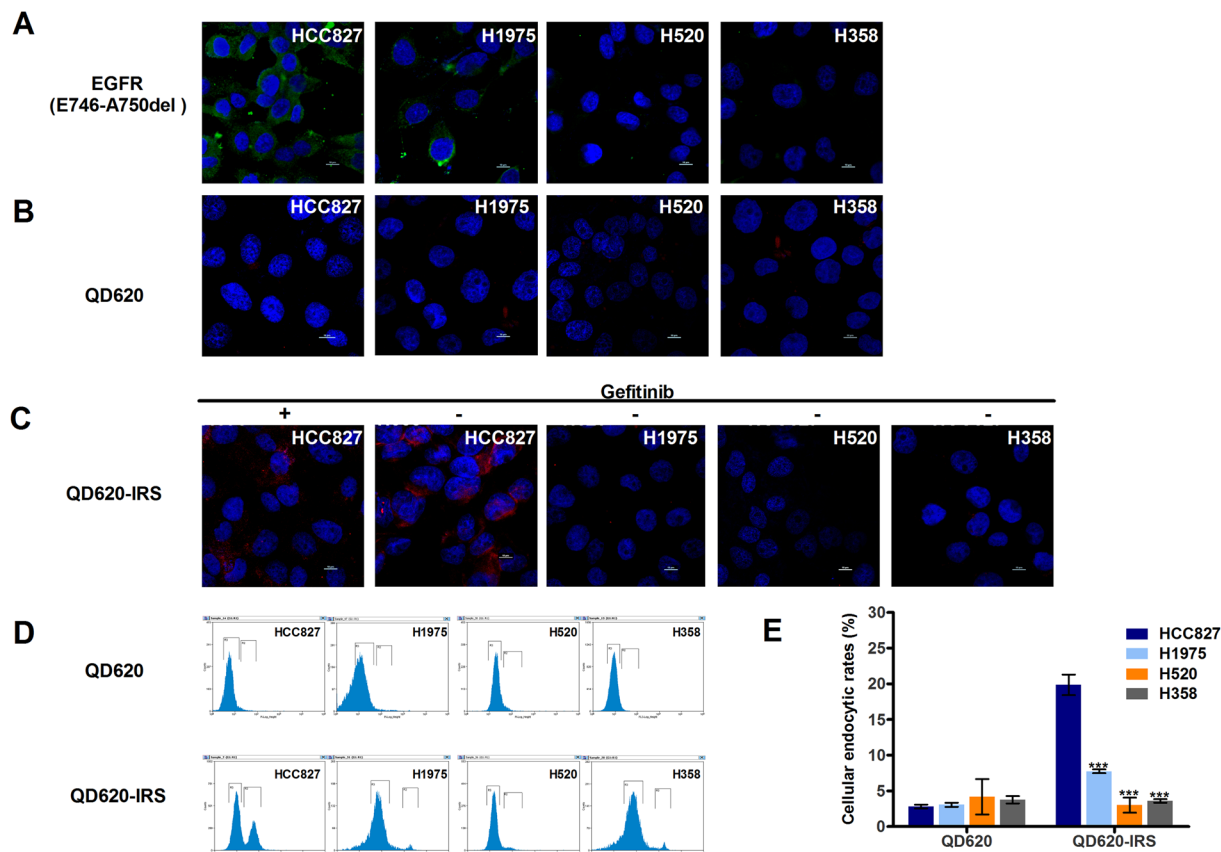 A
EGFR
(E746-A750del )
HCC827
H1975
H520
H358
B
QD620
HCC827
H1975
H520
H358
Gefitinib
C
+
-
-
-
-
QD620-IRS
HCC827
HCC827
H1975
H520
H358
D
QD620
HCC827
H1975
H520
H358
QD620-IRS
HCC827
H1975
H520
H358
E
Cellular endocytic rates (%)
30
25
20
15
10
5
0
HCC827
H1975
H520
H358
***
***
***
QD620
QD620-IRS